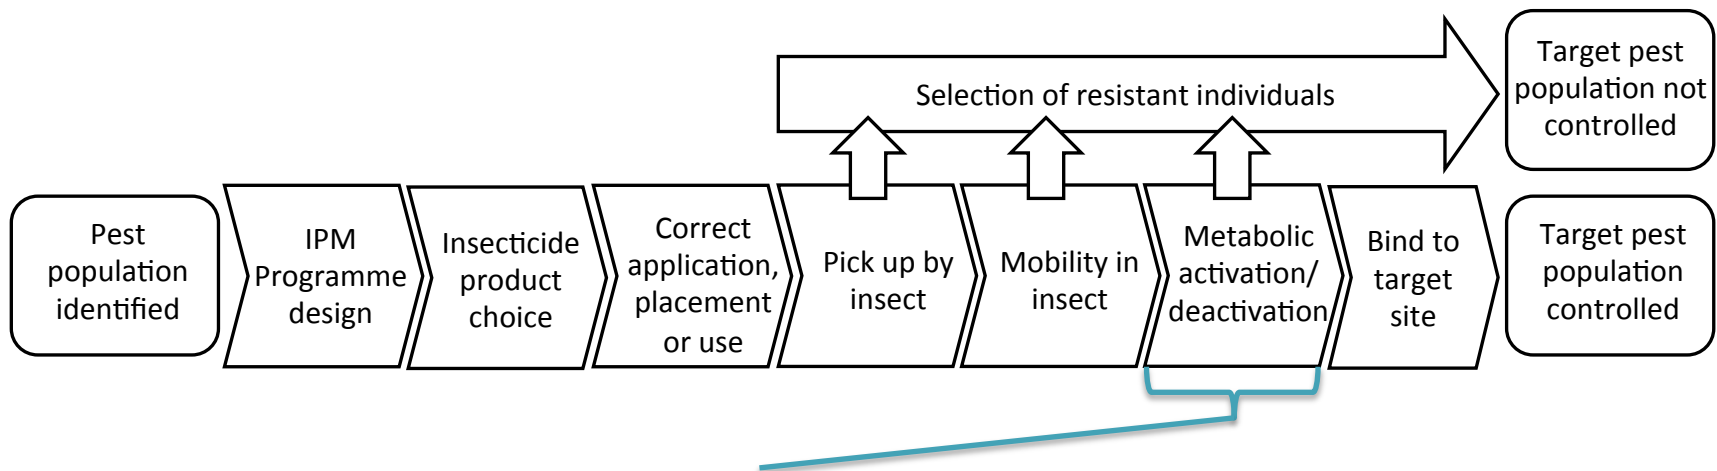 Selection of resistant individuals
Target pest
population not
controlled
Pest
population
identified
IPM
Programme
design
Insecticide
product
choice
Correct
application,
placement
or use
Pick up by
insect
Mobility in
insect
Metabolic
activation/
deactivation
Bind to
target
site
Target pest
population
controlled